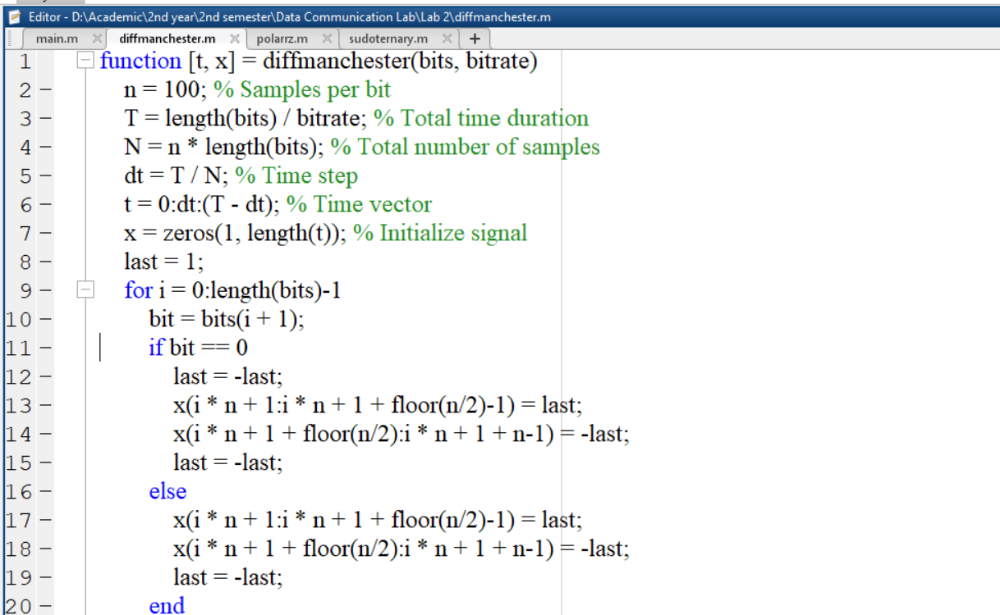 Editor - D:\Academic\2nd year\2nd semester\Data Communication Lab\Lab 2\diffmanchester.m
main.m diffmanchester.m polarrz.m sudoternary.m +
1 function [t, x] = diffmanchester(bits, bitrate)
2 n = 100; % Samples per bit
3 T = length(bits) / bitrate; % Total time duration
4 N = n * length(bits); % Total number of samples
5 dt = T / N; % Time step
6 t = 0:dt:(T - dt); % Time vector
7 x = zeros(1, length(t)); % Initialize signal
8 last = 1;
9 for i = 0:length(bits)-1
10 bit = bits(i + 1);
11 if bit == 0
12 last = -last;
13 x(i * n + 1:i * n + 1 + floor(n/2)-1) = last;
14 x(i * n + 1 + floor(n/2):i * n + 1 + n-1) = -last;
15 last = -last;
16 else
17 x(i * n + 1:i * n + 1 + floor(n/2)-1) = last;
18 x(i * n + 1 + floor(n/2):i * n + 1 + n-1) = -last;
19 last = -last;
20 end